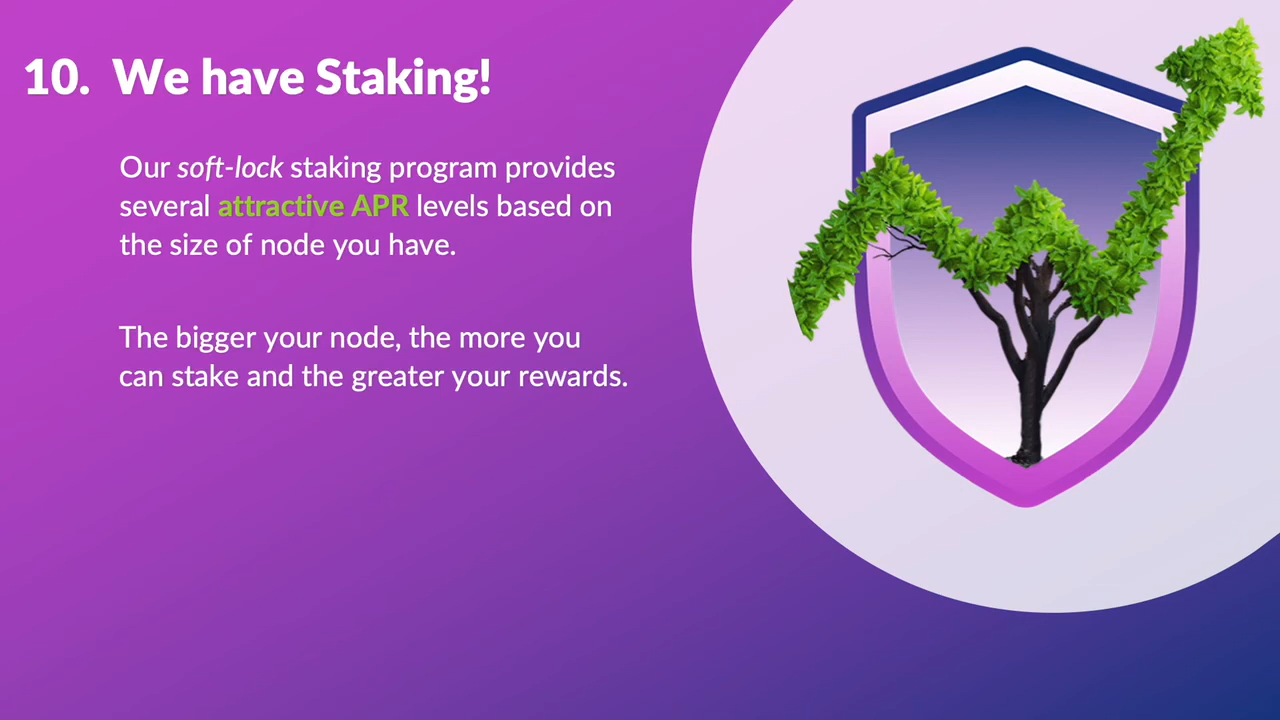 10. We have Staking!
Our soft-lock staking program provides
several attractive APR levels based on
the size of node you have.
The bigger your node, the more you
can stake and the greater your rewards.